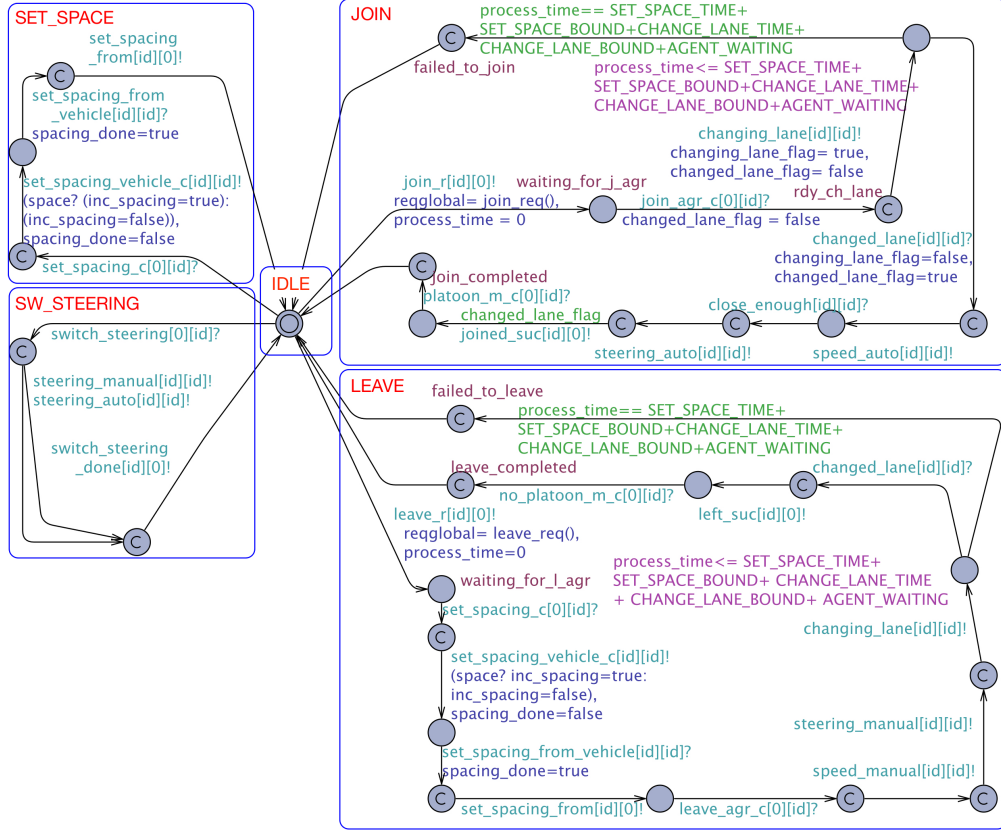 SET_SPACE
set_spacing
_from[id][0]!
C
set_spacing_from
_vehicle[id][id]?
spacing_done=true
set_spacing_vehicle_c[id][id]!
(space? (inc_spacing=true):
(inc_spacing=false)),
spacing_done=false
C
set_spacing_c[0][id]?
SW_STEERING
switch_steering[0][id]?
C
steering_manual[id][id]!
steering_auto[id][id]!
switch_steering
_done[id][0]!
C
IDLE
JOIN
process_time== SET_SPACE_TIME+
SET_SPACE_BOUND+CHANGE_LANE_TIME+
CHANGE_LANE_BOUND+AGENT_WAITING
C
failed_to_join
process_time<= SET_SPACE_TIME+
SET_SPACE_BOUND+CHANGE_LANE_TIME+
CHANGE_LANE_BOUND+AGENT_WAITING
changing_lane[id][id]!
changing_lane_flag= true,
changed_lane_flag= false
join_r[id][0]!
reqglobal= join_req(),
process_time = 0
waiting_for_j_agr
join_agr_c[0][id]?
changed_lane_flag = false
rdy_ch_lane
C
changed_lane[id][id]?
changing_lane_flag=false,
changed_lane_flag=true
C
join_completed
platoon_m_c[0][id]?
changed_lane_flag
joined_suc[id][0]!
C
steering_auto[id][id]!
C
close_enough[id][id]?
speed_auto[id][id]!
C
LEAVE
failed_to_leave
C
process_time== SET_SPACE_TIME+
SET_SPACE_BOUND+CHANGE_LANE_TIME+
CHANGE_LANE_BOUND+AGENT_WAITING
leave_completed
C
no_platoon_m_c[0][id]?
left_suc[id][0]!
C
changed_lane[id][id]?
leave_r[id][0]!
reqglobal= leave_req(),
process_time=0
waiting_for_l_agr
process_time<= SET_SPACE_TIME+
SET_SPACE_BOUND+ CHANGE_LANE_TIME
+ CHANGE_LANE_BOUND+ AGENT_WAITING
set_spacing_c[0][id]?
C
changing_lane[id][id]!
set_spacing_vehicle_c[id][id]!
(space? inc_spacing=true:
inc_spacing=false),
spacing_done=false
C
steering_manual[id][id]!
set_spacing_from_vehicle[id][id]?
spacing_done=true
C
set_spacing_from[id][0]!
leave_agr_c[0][id]?
C
speed_manual[id][id]!
C